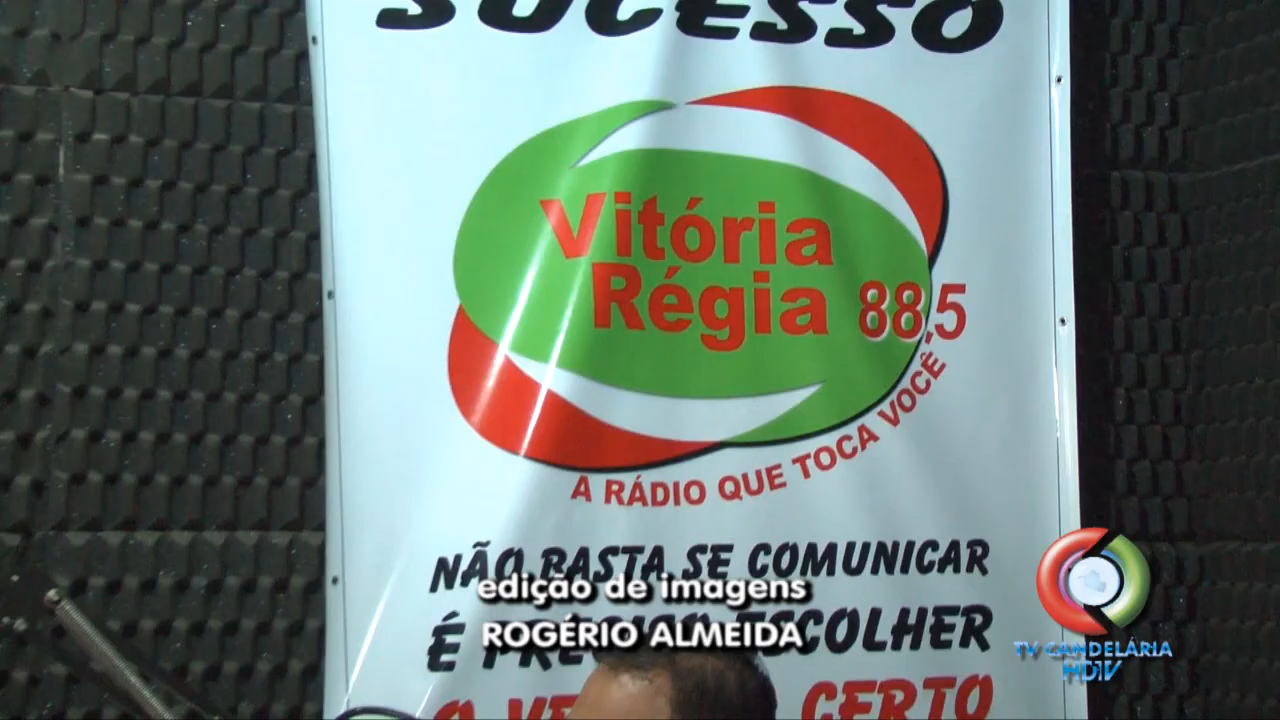 SUCESSO
Vitória
Régia 88,5
A RÁDIO QUE TOCA VOCÊ
NÃO BASTA SE COMUNICAR
É ESCOLHER
O CERTO
edição de imagens
ROGÉRIO ALMEIDA
TV CANDELÁRIA
HDTV